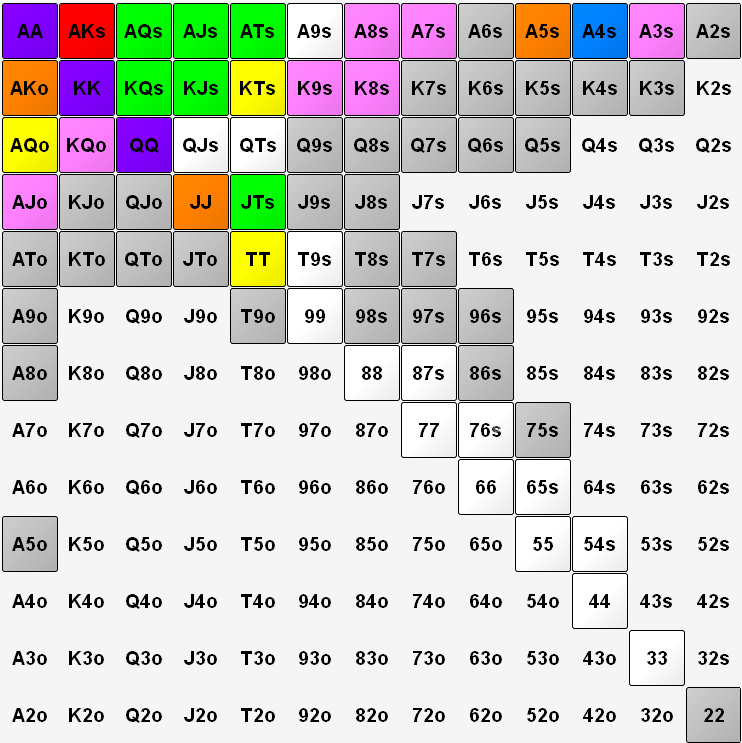 AA AKs AQs AJs ATs A9s A8s A7s A6s A5s A4s A3s A2s
AKo KK KQs KJs KTs K9s K8s K7s K6s K5s K4s K3s K2s
AQo KQo QQ QJs QTs Q9s Q8s Q7s Q6s Q5s Q4s Q3s Q2s
AJo KJo QJo JJ JTs J9s J8s J7s J6s J5s J4s J3s J2s
ATo KTo QTo JTo TT T9s T8s T7s T6s T5s T4s T3s T2s
A9o K9o Q9o J9o T9o 99 98s 97s 96s 95s 94s 93s 92s
A8o K8o Q8o J8o T8o 98o 88 87s 86s 85s 84s 83s 82s
A7o K7o Q7o J7o T7o 97o 87o 77 76s 75s 74s 73s 72s
A6o K6o Q6o J6o T6o 96o 86o 76o 66 65s 64s 63s 62s
A5o K5o Q5o J5o T5o 95o 85o 75o 65o 55 54s 53s 52s
A4o K4o Q4o J4o T4o 94o 84o 74o 64o 54o 44 43s 42s
A3o K3o Q3o J3o T3o 93o 83o 73o 63o 53o 43o 33 32s
A2o K2o Q2o J2o T2o 92o 82o 72o 62o 52o 42o 32o 22